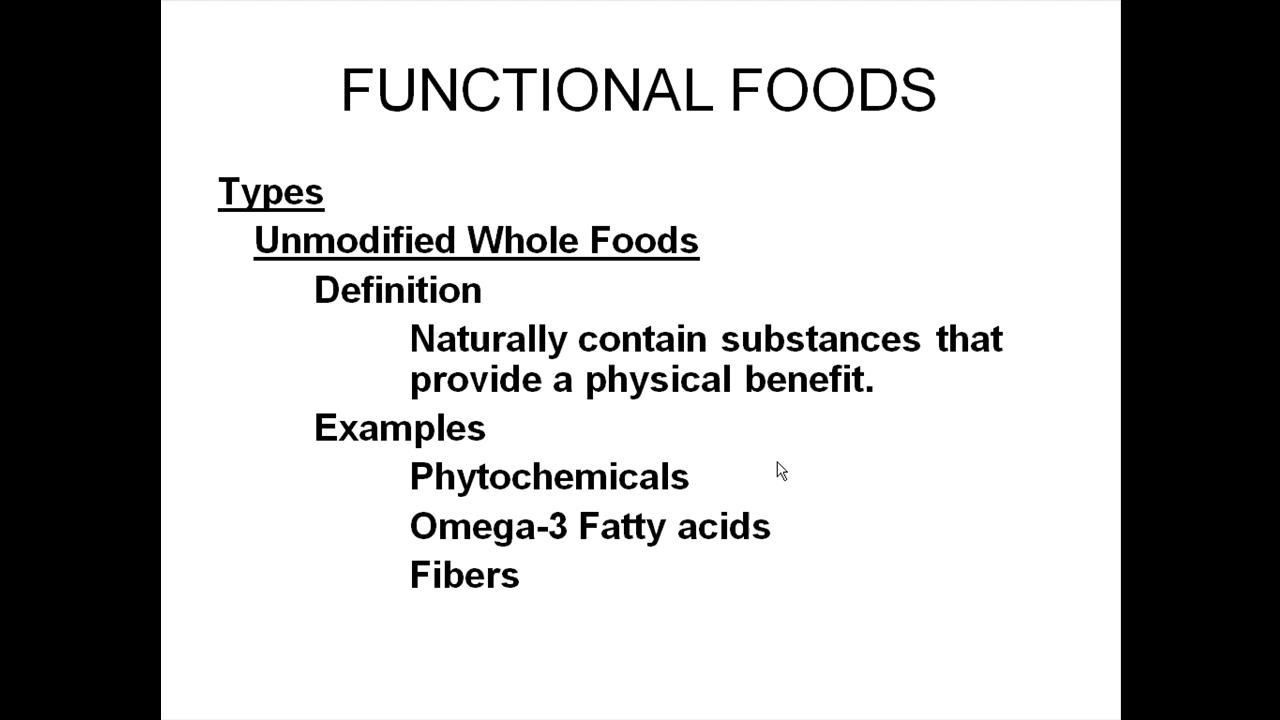 FUNCTIONAL FOODS
Types
Unmodified Whole Foods
Definition
Naturally contain substances that
provide a physical benefit.
Examples
Phytochemicals
Omega-3 Fatty acids
Fibers